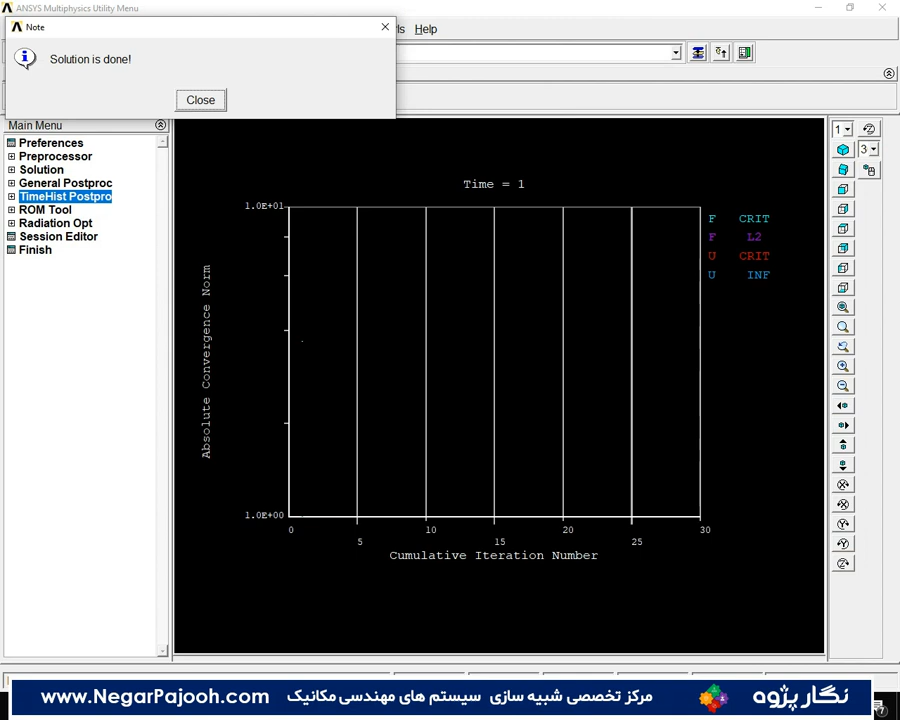 ANSYS Multiphysics Utility Menu
Note
Solution is done!
Close
Help
Main Menu
Preferences
Preprocessor
Solution
General Postproc
TimeHist Postpro
ROM Tool
Radiation Opt
Session Editor
Finish
1
3
Time = 1
1.0E+01
F CRIT
F L2
U CRIT
U INF
Absolute Convergence Norm
1.0E+00
0 5 10 15 20 25 30
Cumulative Iteration Number
www.NegarPajooh.com مرکز تخصصی شبیه سازی سیستم های مهندسی مکانیک نگار پژوه